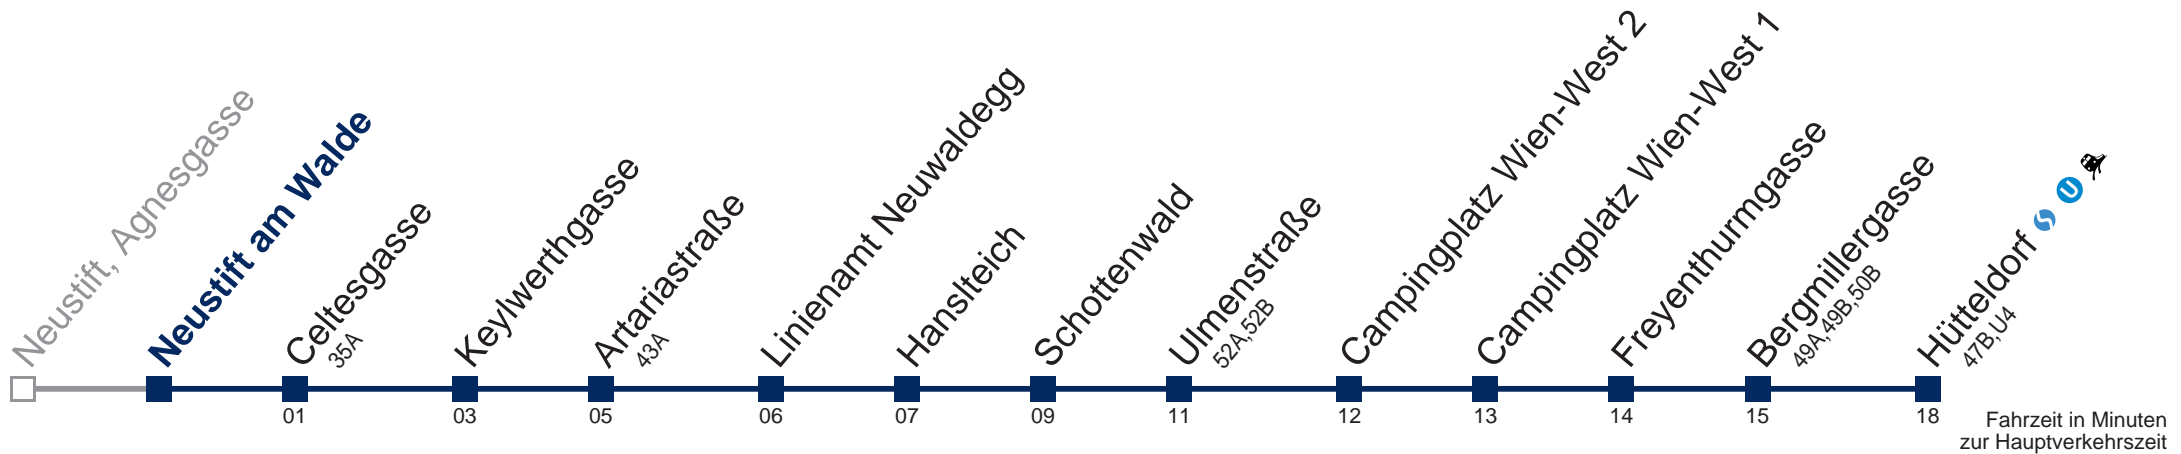 Neustift, Agnesgasse
Neustift am Walde
Celtesgasse
35A
Keylwerthgasse
Artariastraße
43A
Linienamt Neuwaldegg
Hanslteich
Schottenwald
Ulmenstraße
52A,52B
Campingplatz Wien-West 2
Campingplatz Wien-West 1
Freyenthurmgasse
Bergmillergasse
49A,49B,50B
Hütteldorf S U
47B,U4
01 03 05 06 07 09 11 12 13 14 15 18
Fahrzeit in Minuten
zur Hauptverkehrszeit